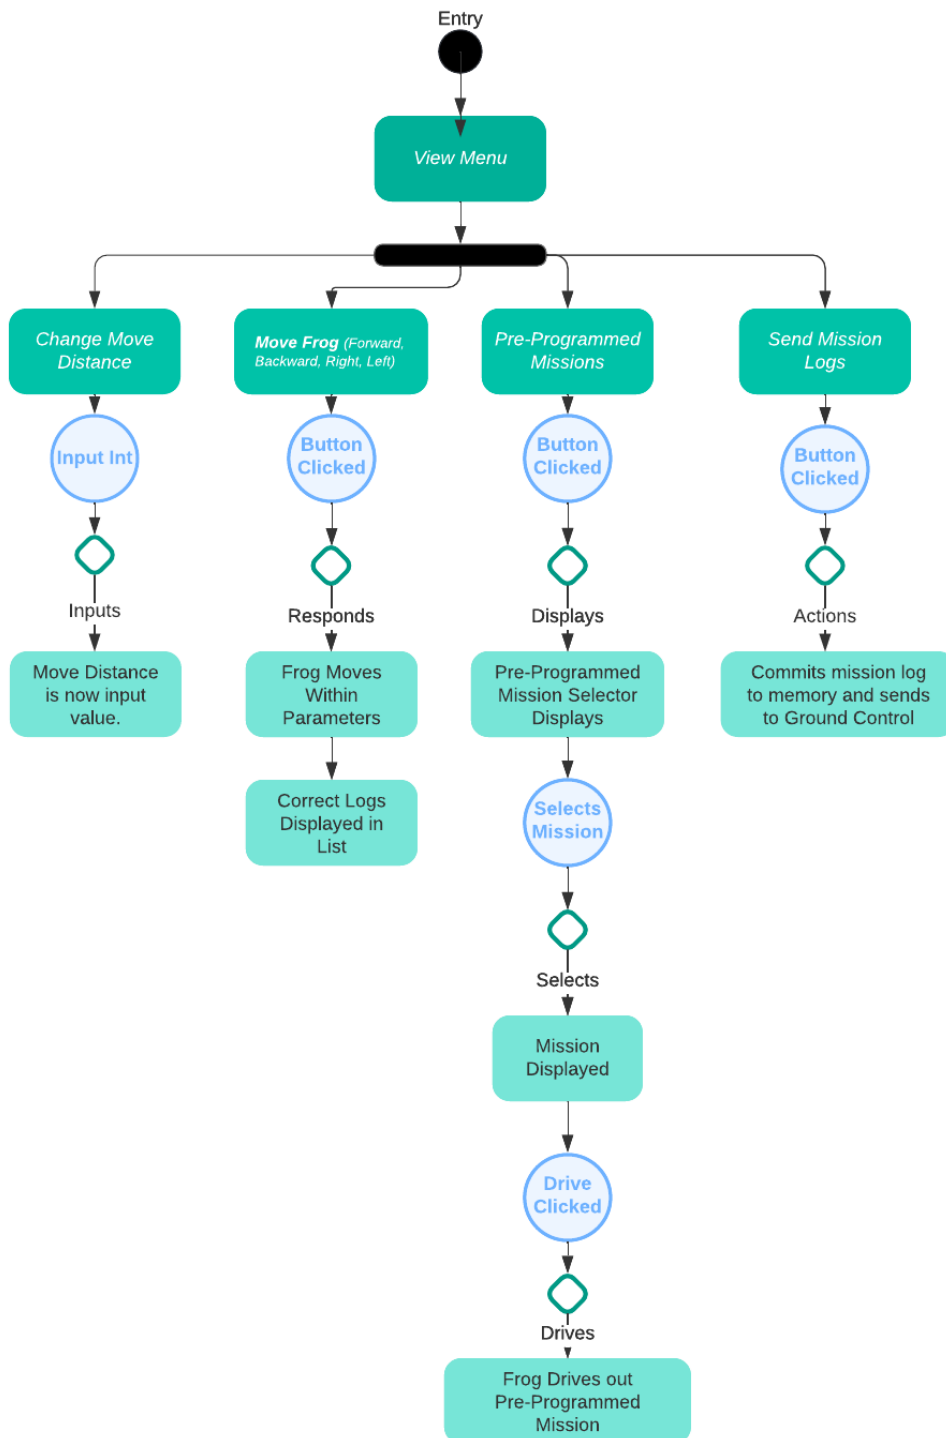 Entry
View Menu
Change Move
Distance
Move Frog (Forward,
Backward, Right, Left)
Pre-Programmed
Missions
Send Mission
Logs
Input Int
Button
Clicked
Button
Clicked
Button
Clicked
Inputs
Responds
Displays
Actions
Move Distance
is now input
value.
Frog Moves
Within
Parameters
Pre-Programmed
Mission Selector
Displays
Commits mission log
to memory and sends
to Ground Control
Correct Logs
Displayed in
List
Selects
Mission
Selects
Mission
Displayed
Drive
Clicked
Drives
Frog Drives out
Pre-Programmed
Mission